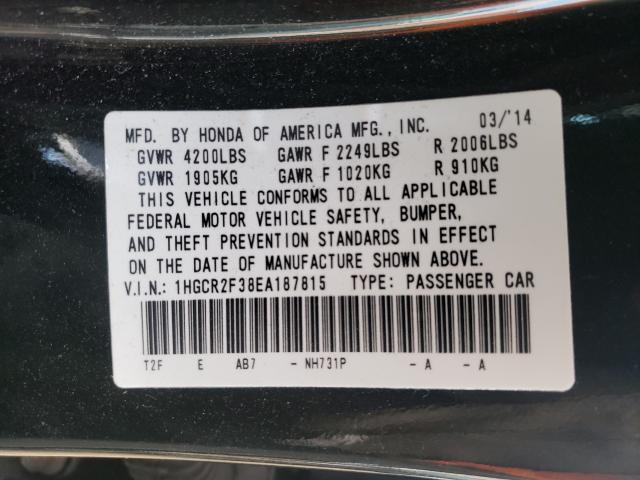 MFD. BY HONDA OF AMERICA MFG., INC. 03/'14
GVWR 4200LBS GAWR F 2249LBS R 2006LBS
GVWR 1905KG GAWR F 1020KG R 910KG
THIS VEHICLE CONFORMS TO ALL APPLICABLE
FEDERAL MOTOR VEHICLE SAFETY, BUMPER,
AND THEFT PREVENTION STANDARDS IN EFFECT
ON THE DATE OF MANUFACTURE SHOWN ABOVE.
V.I.N.: 1HGCR2F38EA187815 TYPE: PASSENGER CAR
T2F E AB7 - NH731P - A - A